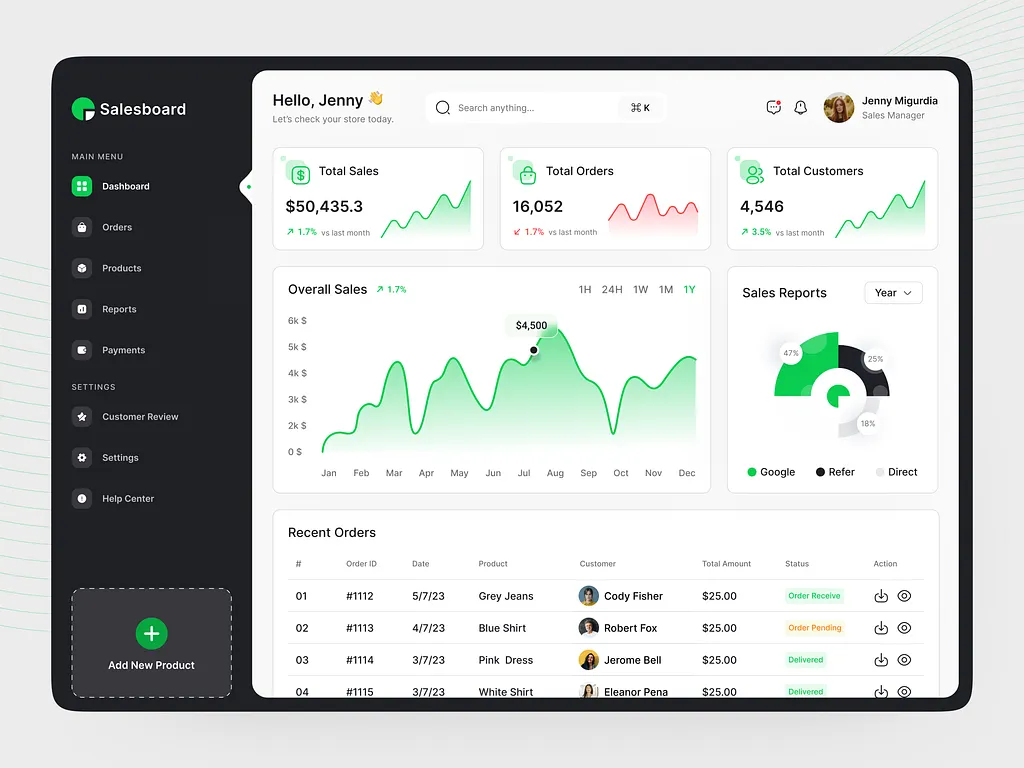 Salesboard
MAIN MENU
Dashboard
Orders
Products
Reports
Payments
SETTINGS
Customer Review
Settings
Help Center
Add New Product
Hello, Jenny 👋
Let's check your store today.
Search anything...
⌘ K
Jenny Migurdia
Sales Manager
Total Sales
$50,435.3
1.7% vs last month
Total Orders
16,052
1.7% vs last month
Total Customers
4,546
3.5% vs last month
Overall Sales 1.7%
1H 24H 1W 1M 1Y
$4,500
6k $
5k $
4k $
3k $
2k $
0 $
Jan Feb Mar Apr May Jun Jul Aug Sep Oct Nov Dec
Sales Reports
Year
47%
25%
18%
Google Refer Direct
Recent Orders
# Order ID Date Product Customer Total Amount Status Action
01 #1112 5/7/23 Grey Jeans Cody Fisher $25.00 Order Receive
02 #1113 4/7/23 Blue Shirt Robert Fox $25.00 Order Pending
03 #1114 3/7/23 Pink Dress Jerome Bell $25.00 Delivered
04 #1115 3/7/23 White Shirt Eleanor Pena $25.00 Delivered